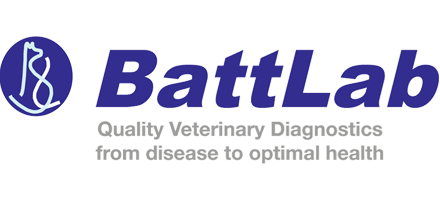 BattLab
Quality Veterinary Diagnostics
from disease to optimal health